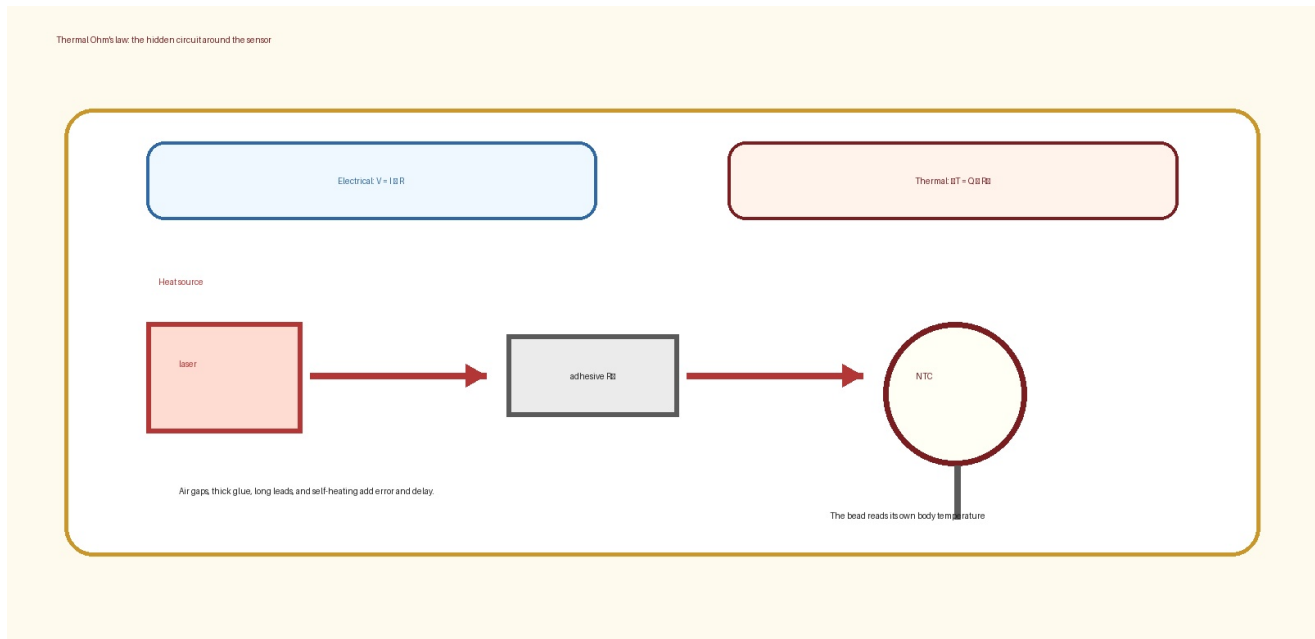 Thermal Ohm's law: the hidden circuit around the sensor
Electrical: V = I □ R
Thermal: □T = Q □ R□
Heat source
laser
adhesive R□
NTC
Air gaps, thick glue, long leads, and self-heating add error and delay.
The bead reads its own body temperature